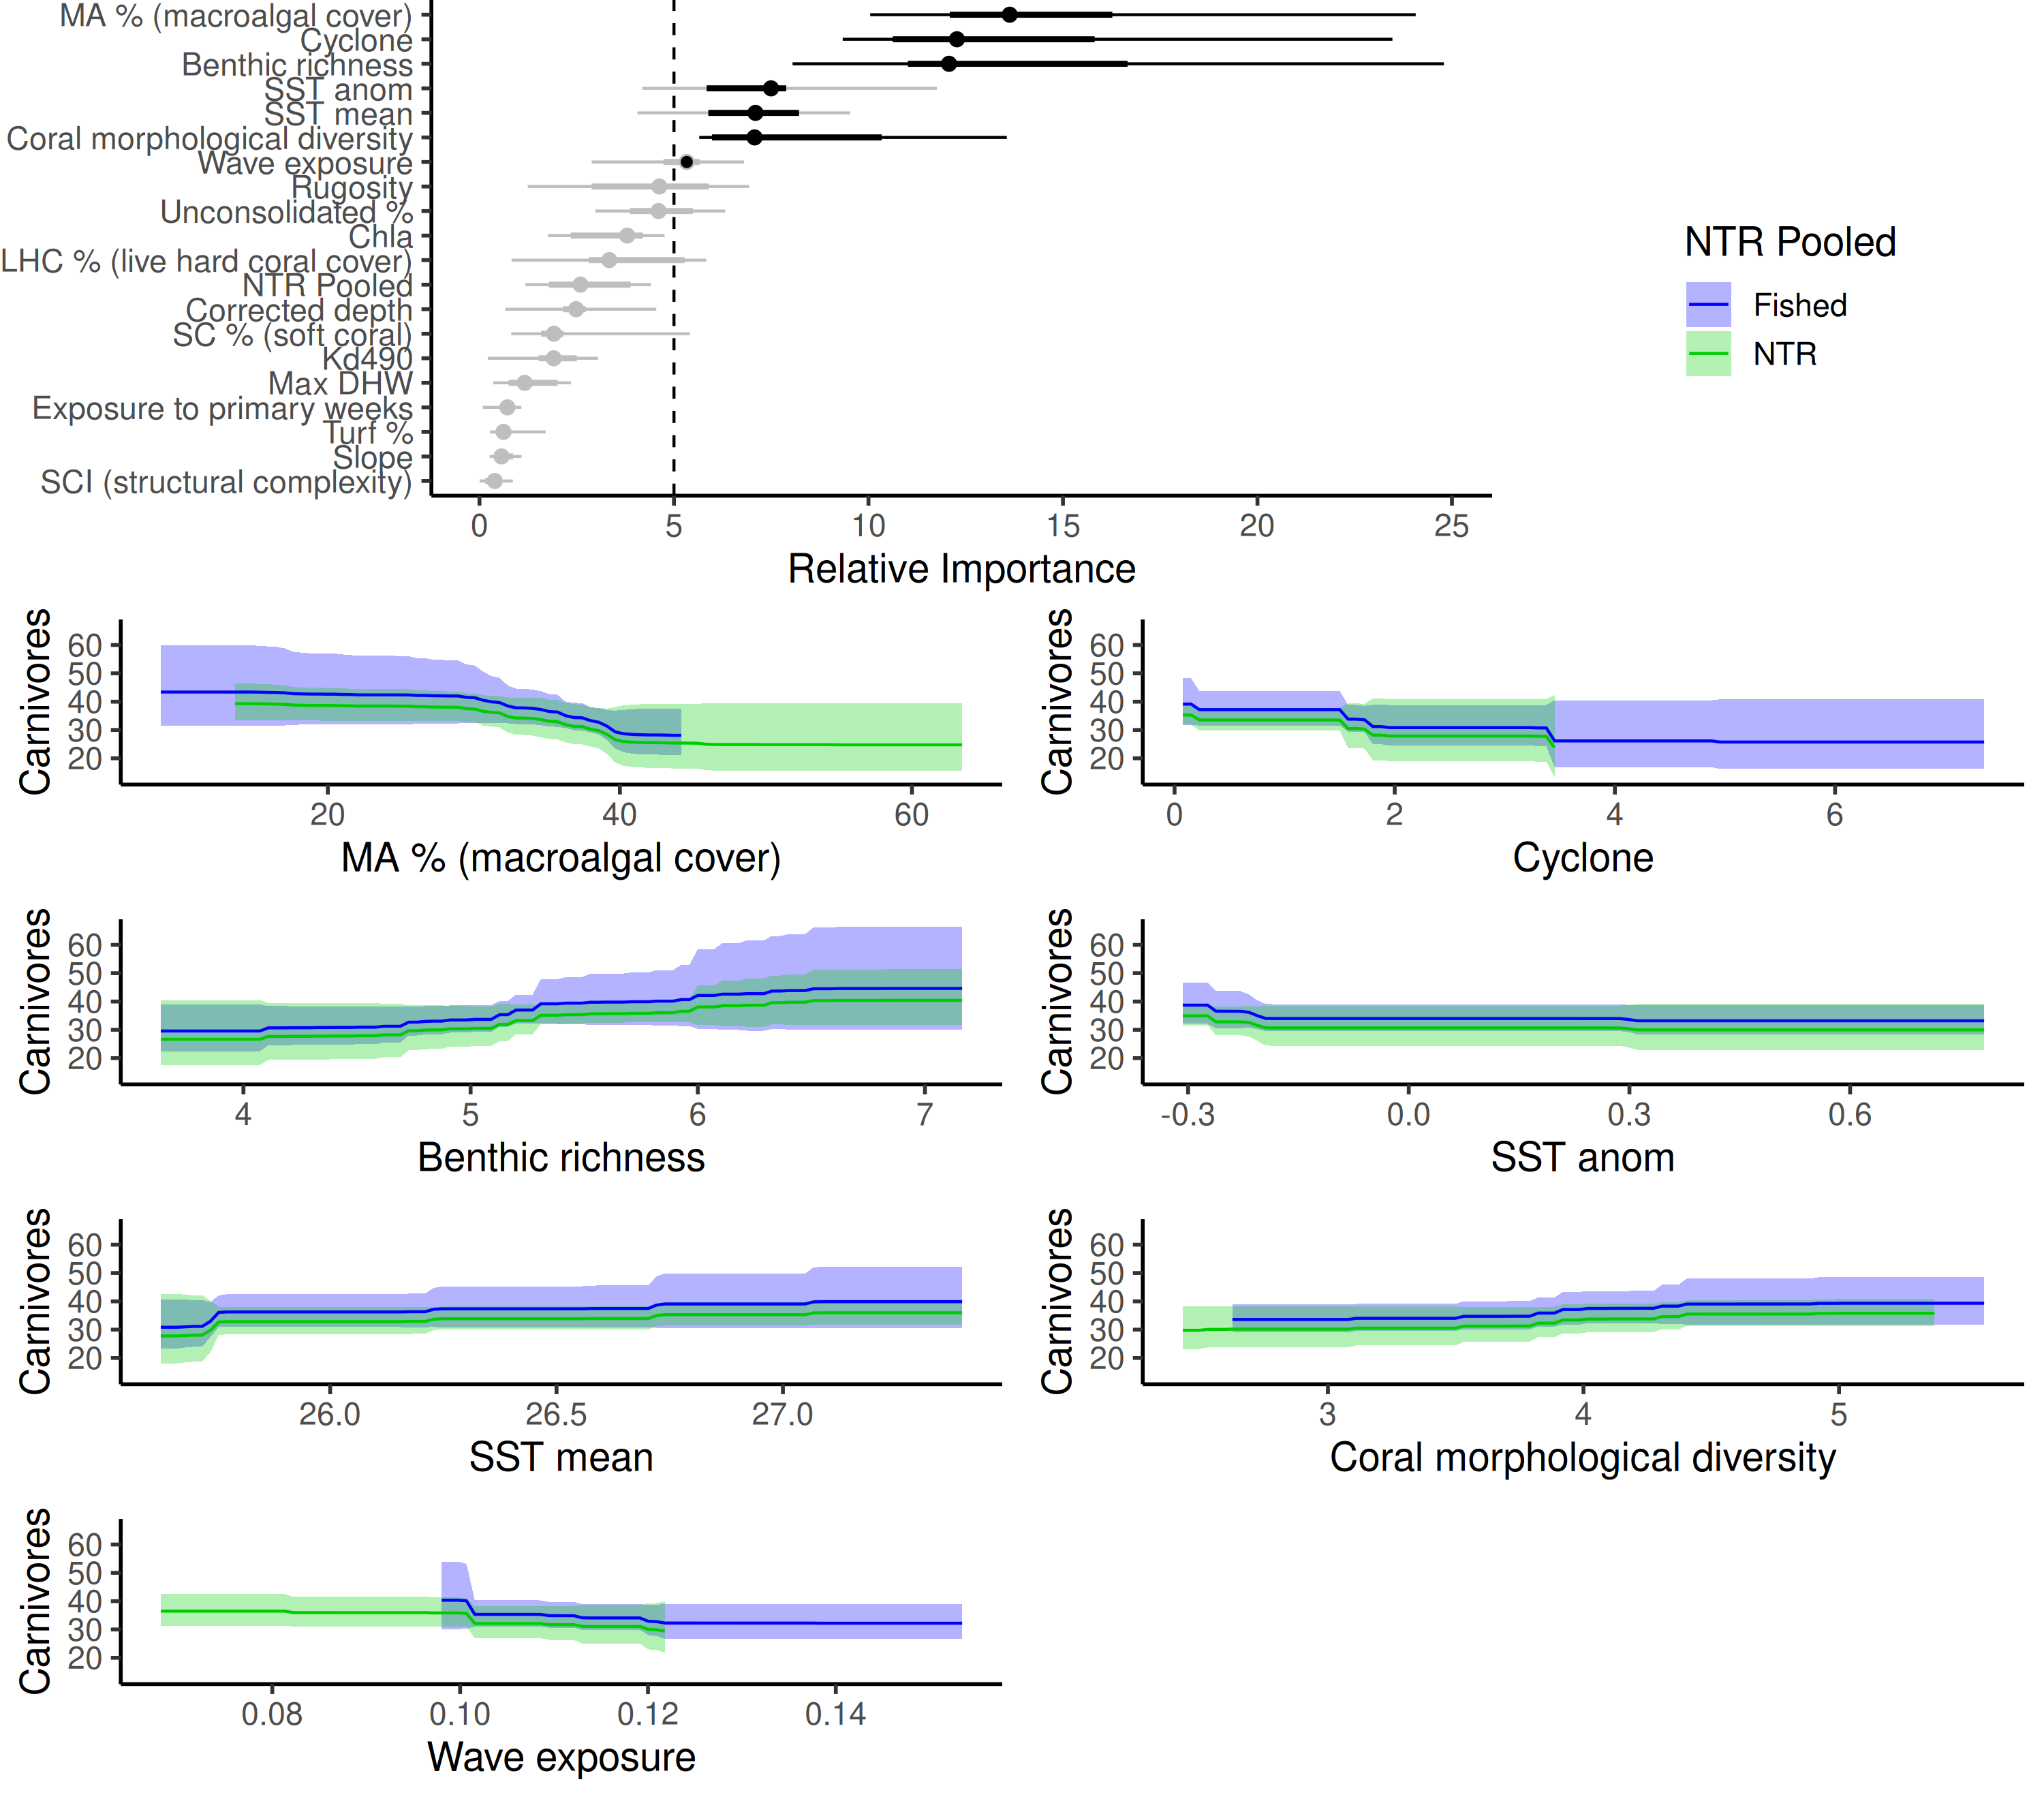 MA % (macroalgal cover)
Cyclone
Benthic richness
SST anom
SST mean
Coral morphological diversity
Wave exposure
Rugosity
Unconsolidated %
Chla
LHC % (live hard coral cover)
NTR Pooled
Corrected depth
SC % (soft coral)
Kd490
Max DHW
Exposure to primary weeks
Turf %
Slope
SCI (structural complexity)
0 5 10 15 20 25
Relative Importance
NTR Pooled
Fished
NTR
Carnivores
60
50
40
30
20
20 40 60
MA % (macroalgal cover)
Carnivores
60
50
40
30
20
0 2 4 6
Cyclone
Carnivores
60
50
40
30
20
4 5 6 7
Benthic richness
Carnivores
60
50
40
30
20
-0.3 0.0 0.3 0.6
SST anom
Carnivores
60
50
40
30
20
26.0 26.5 27.0
SST mean
Carnivores
60
50
40
30
20
3 4 5
Coral morphological diversity
Carnivores
60
50
40
30
20
0.08 0.10 0.12 0.14
Wave exposure